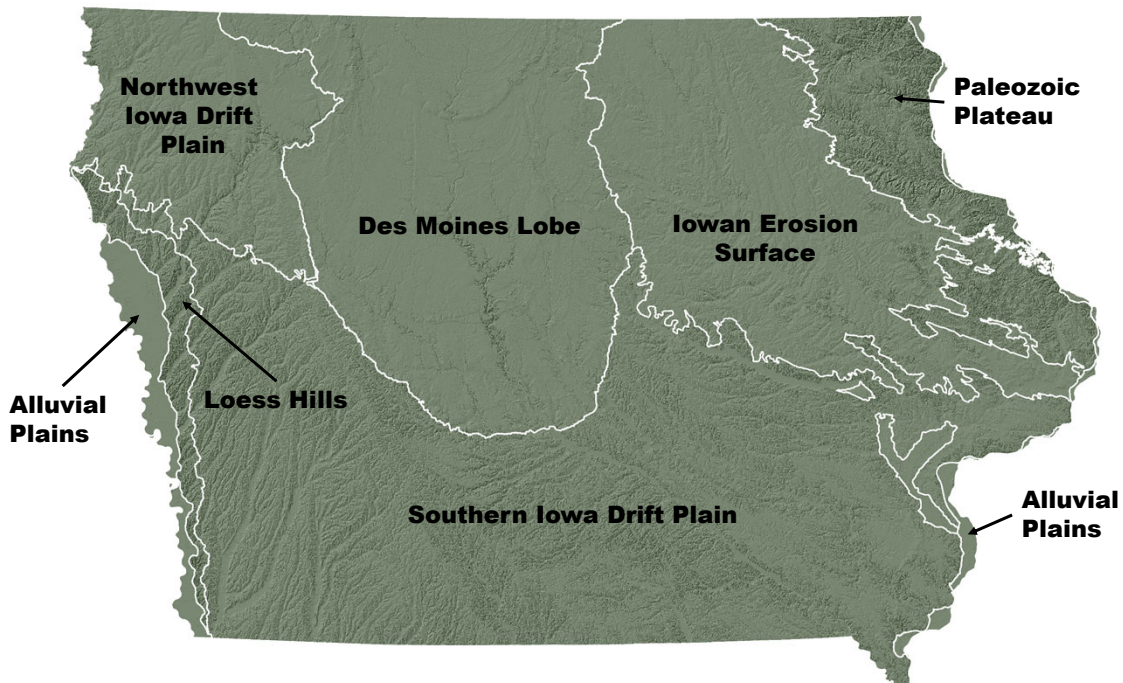 Northwest
Iowa Drift
Plain
Paleozoic
Plateau
Des Moines Lobe
Iowan Erosion
Surface
Loess Hills
Alluvial
Plains
Southern Iowa Drift Plain
Alluvial
Plains